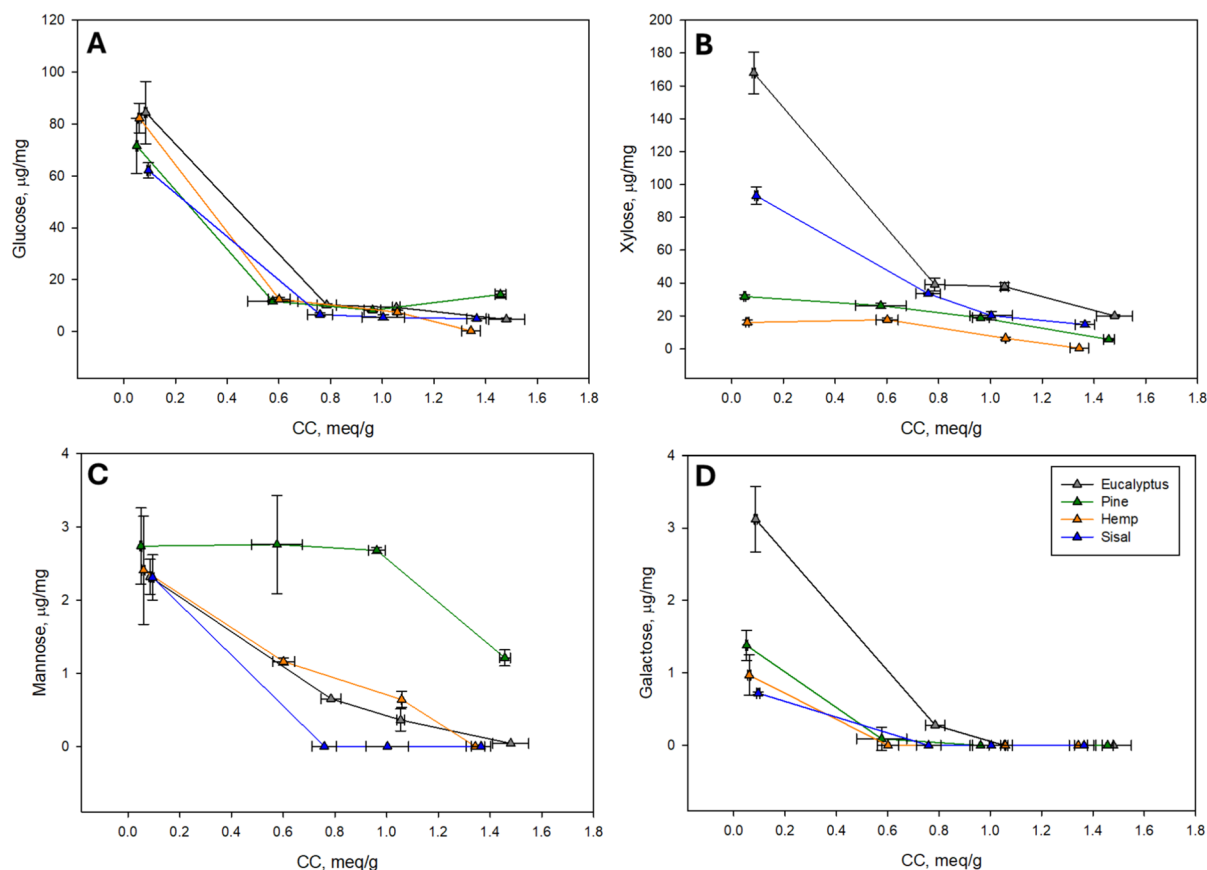 A
Glucose, µg/mg
120
100
80
60
40
20
0
0.0 0.2 0.4 0.6 0.8 1.0 1.2 1.4 1.6 1.8
CC, meq/g
B
Xylose, µg/mg
200
180
160
140
120
100
80
60
40
20
0
0.0 0.2 0.4 0.6 0.8 1.0 1.2 1.4 1.6 1.8
CC, meq/g
C
Mannose, µg/mg
4
3
2
1
0
0.0 0.2 0.4 0.6 0.8 1.0 1.2 1.4 1.6 1.8
CC, meq/g
D
Galactose, µg/mg
4
3
2
1
0
0.0 0.2 0.4 0.6 0.8 1.0 1.2 1.4 1.6 1.8
CC, meq/g
Eucalyptus
Pine
Hemp
Sisal